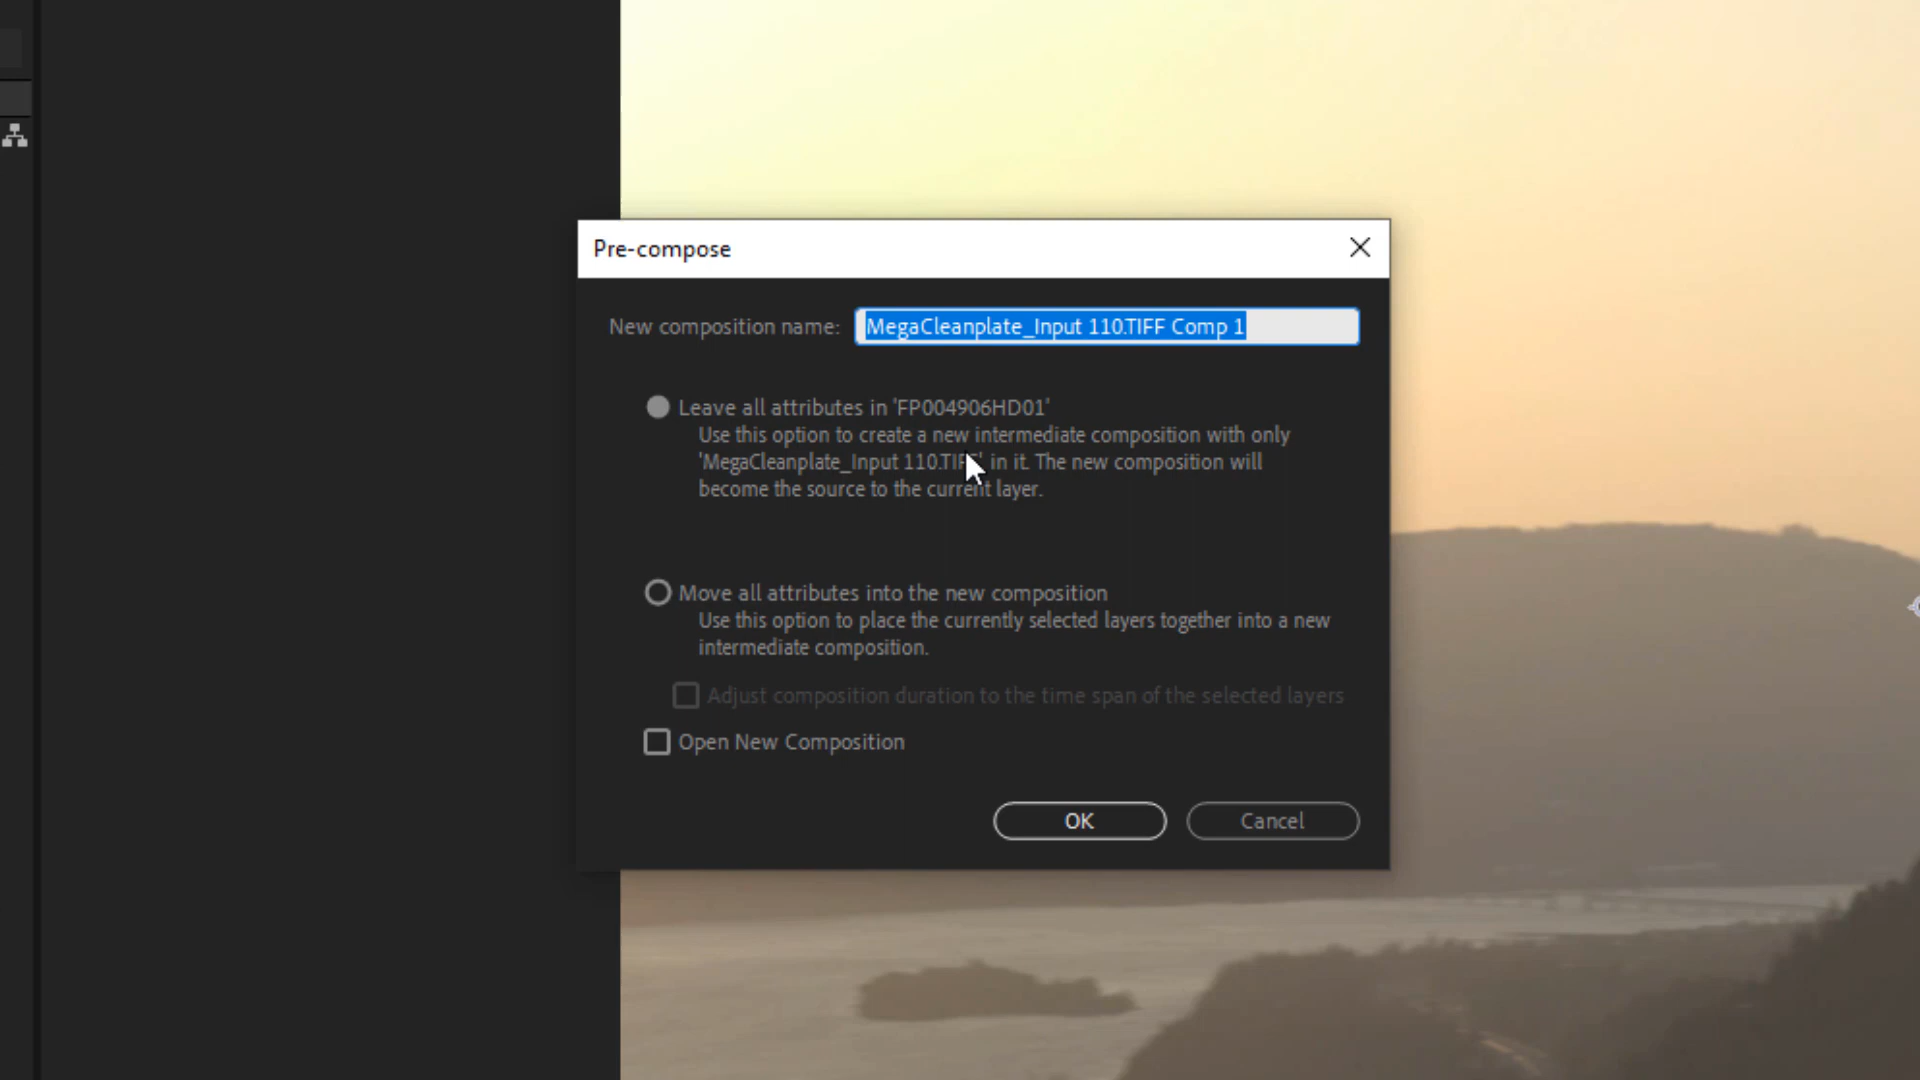 Pre-compose
New composition name: MegaCleanplate_Input 110.TIFF Comp 1
Leave all attributes in 'FP004906HD01'
Use this option to create a new intermediate composition with only
'MegaCleanplate_Input 110.TIFF' in it. The new composition will
become the source to the current layer.
Move all attributes into the new composition
Use this option to place the currently selected layers together into a new
intermediate composition.
Adjust composition duration to the time span of the selected layers
Open New Composition
OK Cancel